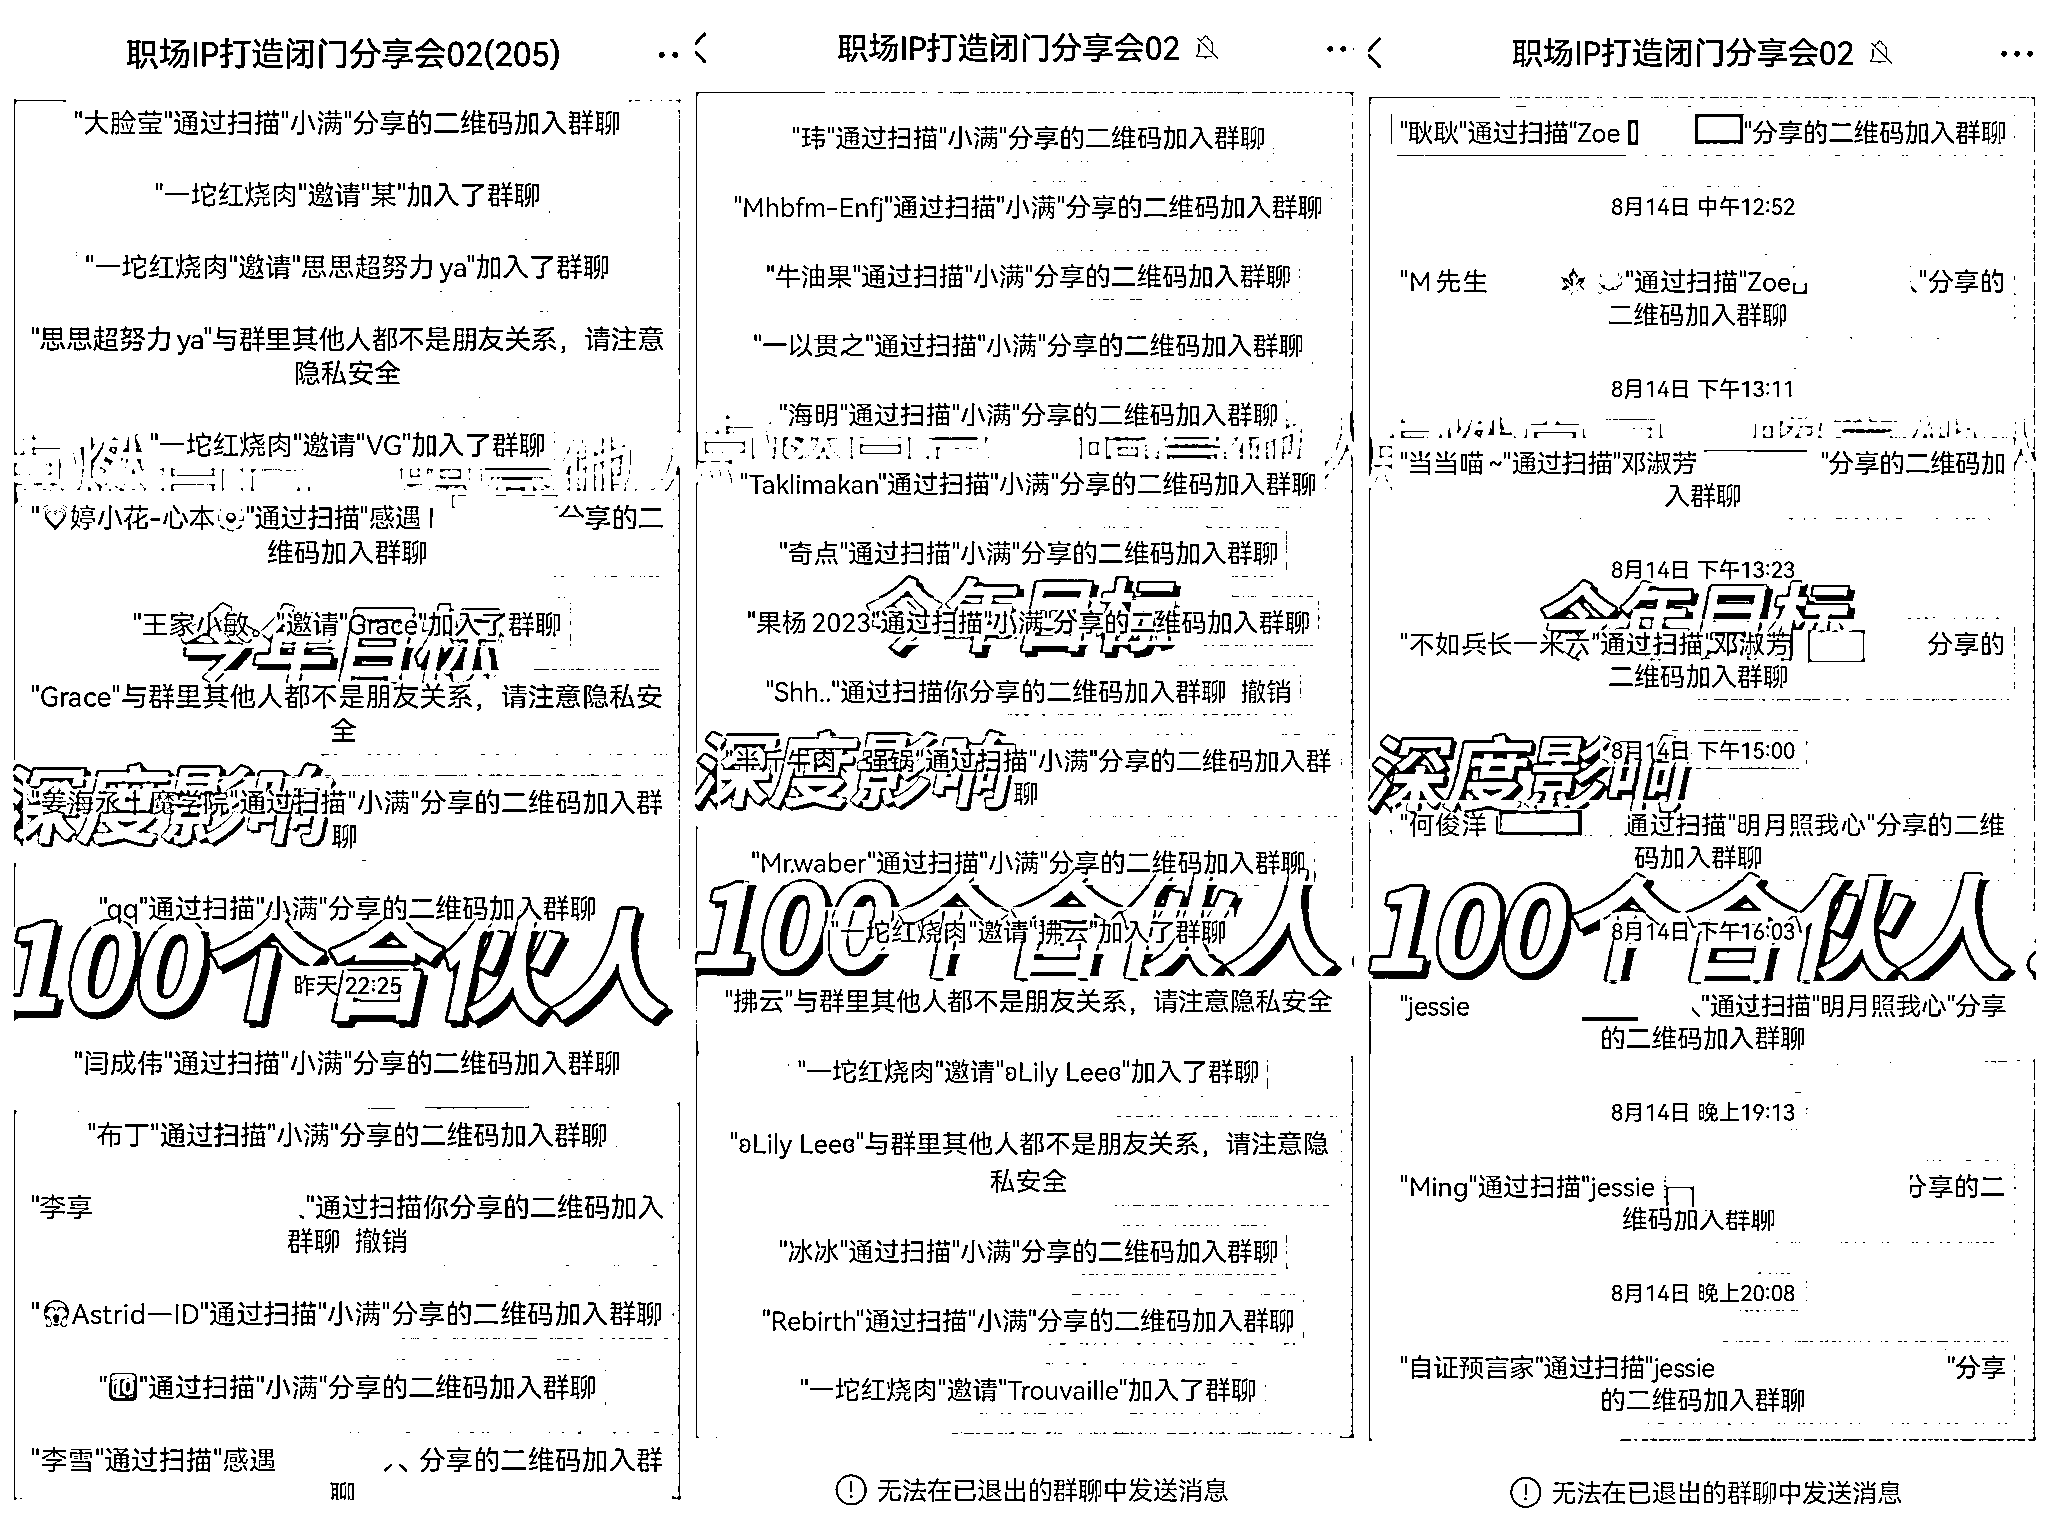 职场IP打造闭门分享会02(205)
"大脸莹"通过扫描"小满"分享的二维码加入群聊
"一坨红烧肉"邀请"某"加入了群聊
"一坨红烧肉"邀请"思思超努力 ya"加入了群聊
"思思超努力 ya"与群里其他人都不是朋友关系，请注意
隐私安全
"一坨红烧肉"邀请"VG"加入了群聊
"♡婷小花-心本"通过扫描"感遇 分享的二
维码加入群聊
"王家小敏。"邀请"Grace"加入了群聊
今年目标
"Grace"与群里其他人都不是朋友关系，请注意隐私安
全
深度影响
"姜海丞土魔学院"通过扫描"小满"分享的二维码加入群
聊
"qq"通过扫描"小满"分享的二维码加入群聊
100个合伙人
昨天 22:25
"闫成伟"通过扫描"小满"分享的二维码加入群聊
"布丁"通过扫描"小满"分享的二维码加入群聊
"李享 、"通过扫描你分享的二维码加入
群聊 撤销
"Astrid—ID"通过扫描"小满"分享的二维码加入群聊
"通过扫描"小满"分享的二维码加入群聊
"李雪"通过扫描"感遇 分享的二维码加入群
聊
职场IP打造闭门分享会02
"玮"通过扫描"小满"分享的二维码加入群聊
"Mhbfm-Enfj"通过扫描"小满"分享的二维码加入群聊
"牛油果"通过扫描"小满"分享的二维码加入群聊
"一以贯之"通过扫描"小满"分享的二维码加入群聊
"海明"通过扫描"小满"分享的二维码加入群聊
"Taklimakan"通过扫描"小满"分享的二维码加入群聊
"奇点"通过扫描"小满"分享的二维码加入群聊
今年目标
"果杨 2023"通过扫描"小满"分享的二维码加入群聊
"Shh.."通过扫描你分享的二维码加入群聊 撤销
深度影响
"半斤牛肉 强锅"通过扫描"小满"分享的二维码加入群
聊
"Mr.waber"通过扫描"小满"分享的二维码加入群聊
100个合伙人
"一坨红烧肉"邀请"拂云"加入了群聊
"拂云"与群里其他人都不是朋友关系，请注意隐私安全
"一坨红烧肉"邀请"ʚLily Leeɞ"加入了群聊
"ʚLily Leeɞ"与群里其他人都不是朋友关系，请注意隐
私安全
"冰冰"通过扫描"小满"分享的二维码加入群聊
"Rebirth"通过扫描"小满"分享的二维码加入群聊
"一坨红烧肉"邀请"Trouvaille"加入了群聊
无法在已退出的群聊中发送消息
职场IP打造闭门分享会02
"耿耿"通过扫描"Zoe "分享的二维码加入群聊
8月14日 中午12:52
"M 先生 "通过扫描"Zoe "分享的
二维码加入群聊
8月14日 下午13:11
"当当喵~"通过扫描"邓淑芳 "分享的二维码加
入群聊
8月14日 下午13:23
今年目标
"不如兵长一米云"通过扫描"邓淑芳 分享的
二维码加入群聊
深度影响
8月14日 下午15:00
"何俊洋 通过扫描"明月照我心"分享的二维
码加入群聊
100个合伙人
8月14日 下午16:03
"jessie 、"通过扫描"明月照我心"分享
的二维码加入群聊
8月14日 晚上19:13
"Ming"通过扫描"jessie 分享的二
维码加入群聊
8月14日 晚上20:08
"自证预言家"通过扫描"jessie "分享
的二维码加入群聊
无法在已退出的群聊中发送消息